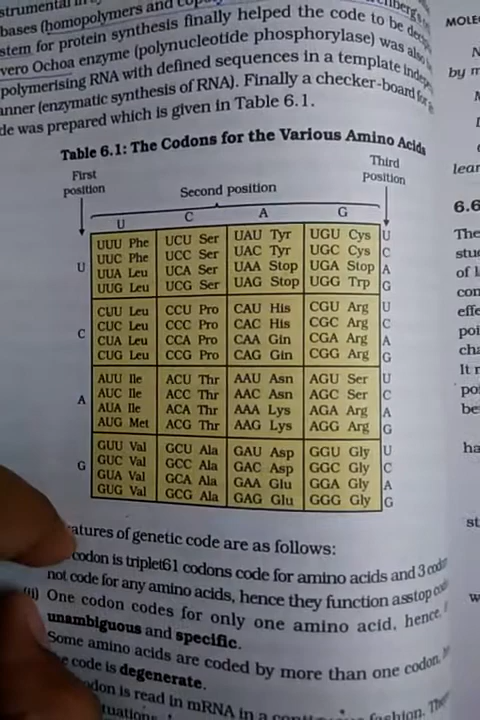 strumental in
bases (homopolymers and
stem for protein synthesis finally helped the code to be
vero Ochoa enzyme (polynucleotide phosphorylase) was also
polymerising RNA with defined sequences in a template
anner (enzymatic synthesis of RNA). Finally a checker-board for
de was prepared which is given in Table 6.1.
Table 6.1: The Codons for the Various Amino Acids
First position
Second position
Third position
U C A G
U
UUU Phe UCU Ser UAU Tyr UGU Cys U
UUC Phe UCC Ser UAC Tyr UGC Cys C
UUA Leu UCA Ser UAA Stop UGA Stop A
UUG Leu UCG Ser UAG Stop UGG Trp G
C
CUU Leu CCU Pro CAU His CGU Arg U
CUC Leu CCC Pro CAC His CGC Arg C
CUA Leu CCA Pro CAA Gin CGA Arg A
CUG Leu CCG Pro CAG Gin CGG Arg G
A
AUU Ile ACU Thr AAU Asn AGU Ser U
AUC Ile ACC Thr AAC Asn AGC Ser C
AUA Ile ACA Thr AAA Lys AGA Arg A
AUG Met ACG Thr AAG Lys AGG Arg G
G
GUU Val GCU Ala GAU Asp GGU Gly U
GUC Val GCC Ala GAC Asp GGC Gly C
GUA Val GCA Ala GAA Glu GGA Gly A
GUG Val GCG Ala GAG Glu GGG Gly G
atures of genetic code are as follows:
codon is triplet61 codons code for amino acids and 3
not code for any amino acids, hence they function asstop
(ii) One codon codes for only one amino acid, hence,
unambiguous and specific.
Some amino acids are coded by more than one codon,
code is degenerate.
codon is read in mRNA in a fashion.
MOLE
by m
lear
6.6
The
stu
of l
con
effe
poi
cha
It r
po
be
ha
st
w